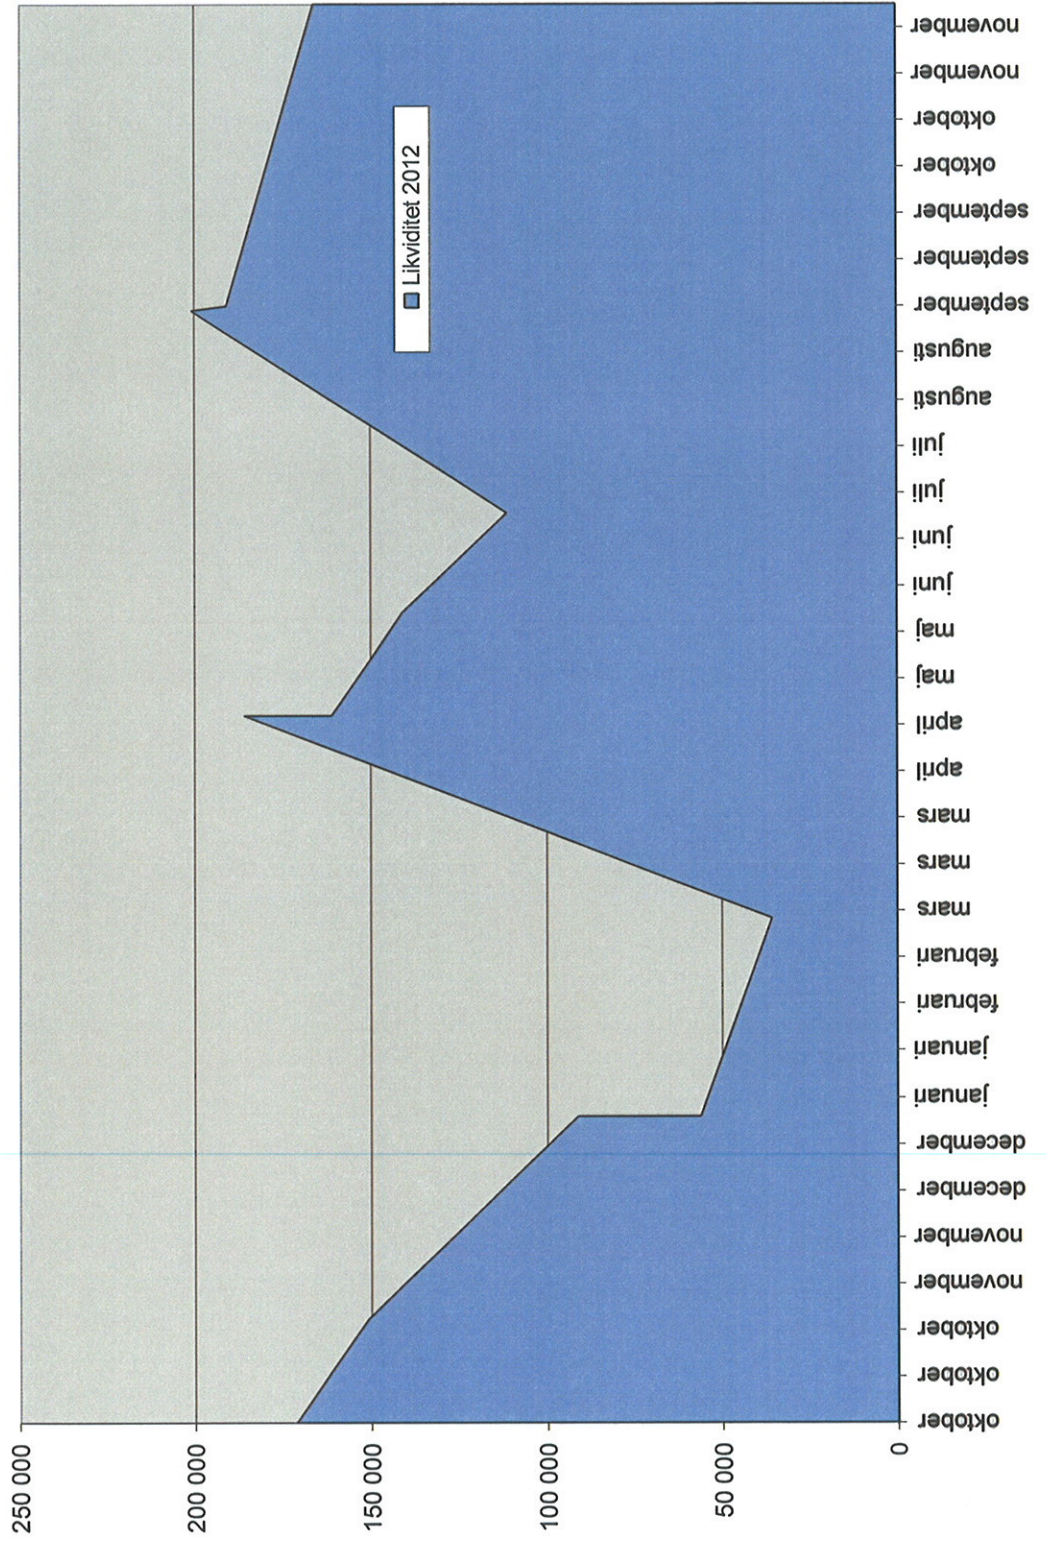 250 000
200 000
150 000
100 000
50 000
0
Likviditet 2012
oktober
oktober
oktober
november
november
december
december
januari
januari
februari
februari
mars
mars
mars
april
april
maj
maj
juni
juni
juli
juli
augusti
augusti
september
september
september
oktober
oktober
november
november